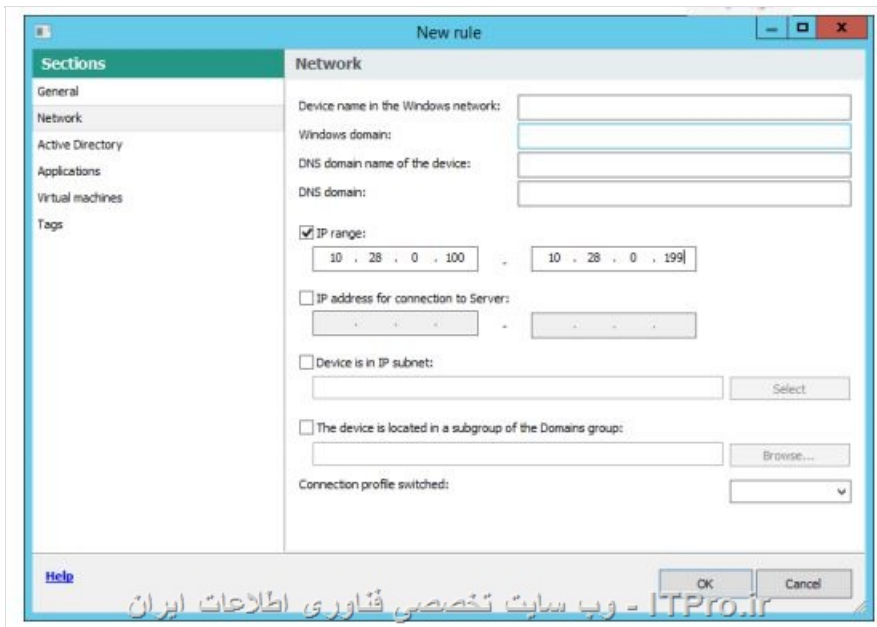 New rule
Sections
General
Network
Active Directory
Applications
Virtual machines
Tags
Network
Device name in the Windows network:
Windows domain:
DNS domain name of the device:
DNS domain:
IP range:
10 . 28 . 0 . 100 - 10 . 28 . 0 . 199
IP address for connection to Server:
. . . - . . .
Device is in IP subnet:
Select
The device is located in a subgroup of the Domains group:
Browse...
Connection profile switched:
Help
OK Cancel
ITPro.ir - وب سایت تخصصی فناوری اطلاعات ایران